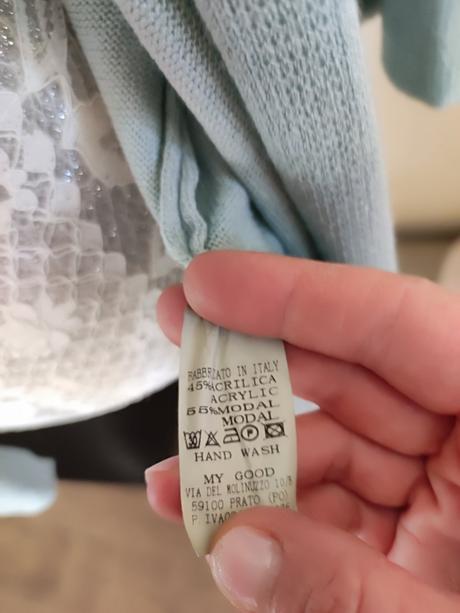 FABBRICATO IN ITALY
45%ACRILICA
ACRYLIC
55%MODAL
MODAL
HAND WASH
MY GOOD
VIA DEL MOLINUZZO 10/B
59100 PRATO (PO)
P IVA